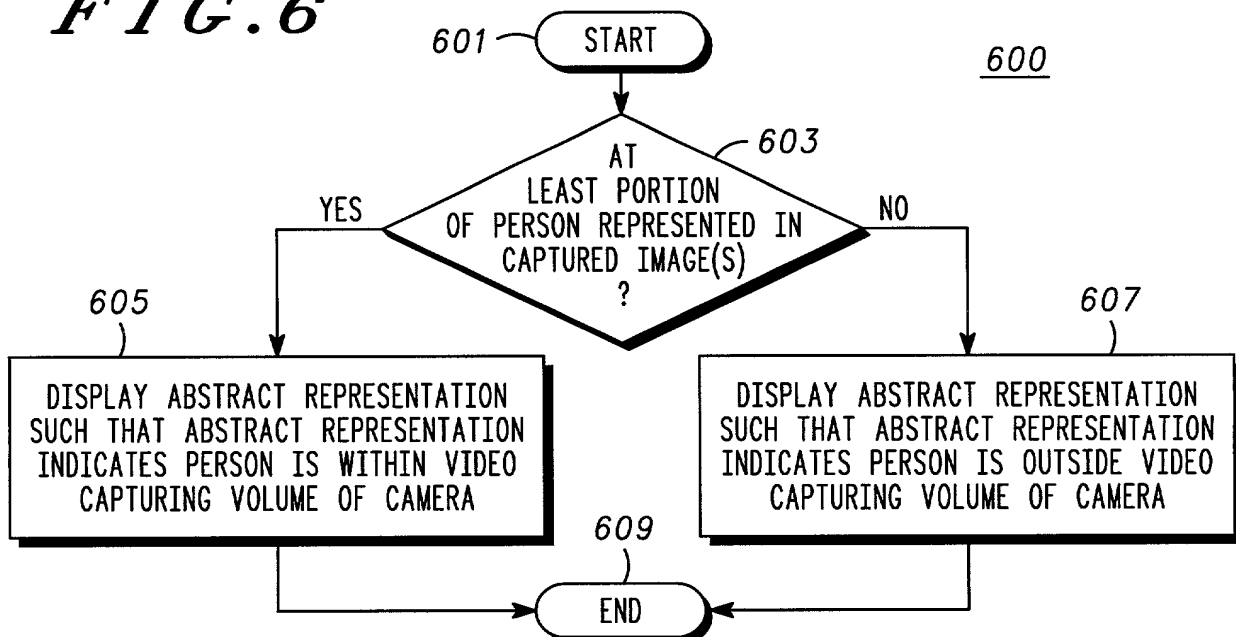 FIG.6
601
START
600
603
AT
LEAST PORTION
OF PERSON REPRESENTED IN
CAPTURED IMAGE(S)
?
YES
NO
605
DISPLAY ABSTRACT REPRESENTATION
SUCH THAT ABSTRACT REPRESENTATION
INDICATES PERSON IS WITHIN VIDEO
CAPTURING VOLUME OF CAMERA
607
DISPLAY ABSTRACT REPRESENTATION
SUCH THAT ABSTRACT REPRESENTATION
INDICATES PERSON IS OUTSIDE VIDEO
CAPTURING VOLUME OF CAMERA
609
END